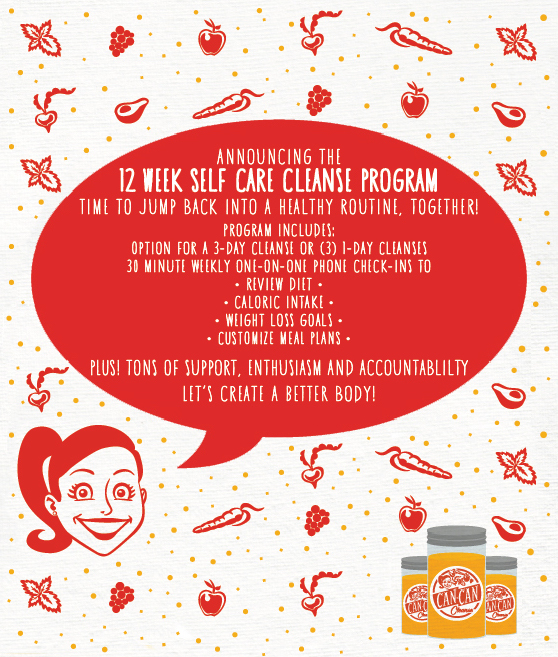 ANNOUNCING THE
12 WEEK SELF CARE CLEANSE PROGRAM
TIME TO JUMP BACK INTO A HEALTHY ROUTINE, TOGETHER!
PROGRAM INCLUDES:
OPTION FOR A 3-DAY CLEANSE OR (3) 1-DAY CLEANSES
30 MINUTE WEEKLY ONE-ON-ONE PHONE CHECK-INS TO
• REVIEW DIET •
• CALORIC INTAKE •
• WEIGHT LOSS GOALS •
• CUSTOMIZE MEAL PLANS •
PLUS! TONS OF SUPPORT, ENTHUSIASM AND ACCOUNTABLILTY
LET'S CREATE A BETTER BODY!
CAN CAN
Cleanse